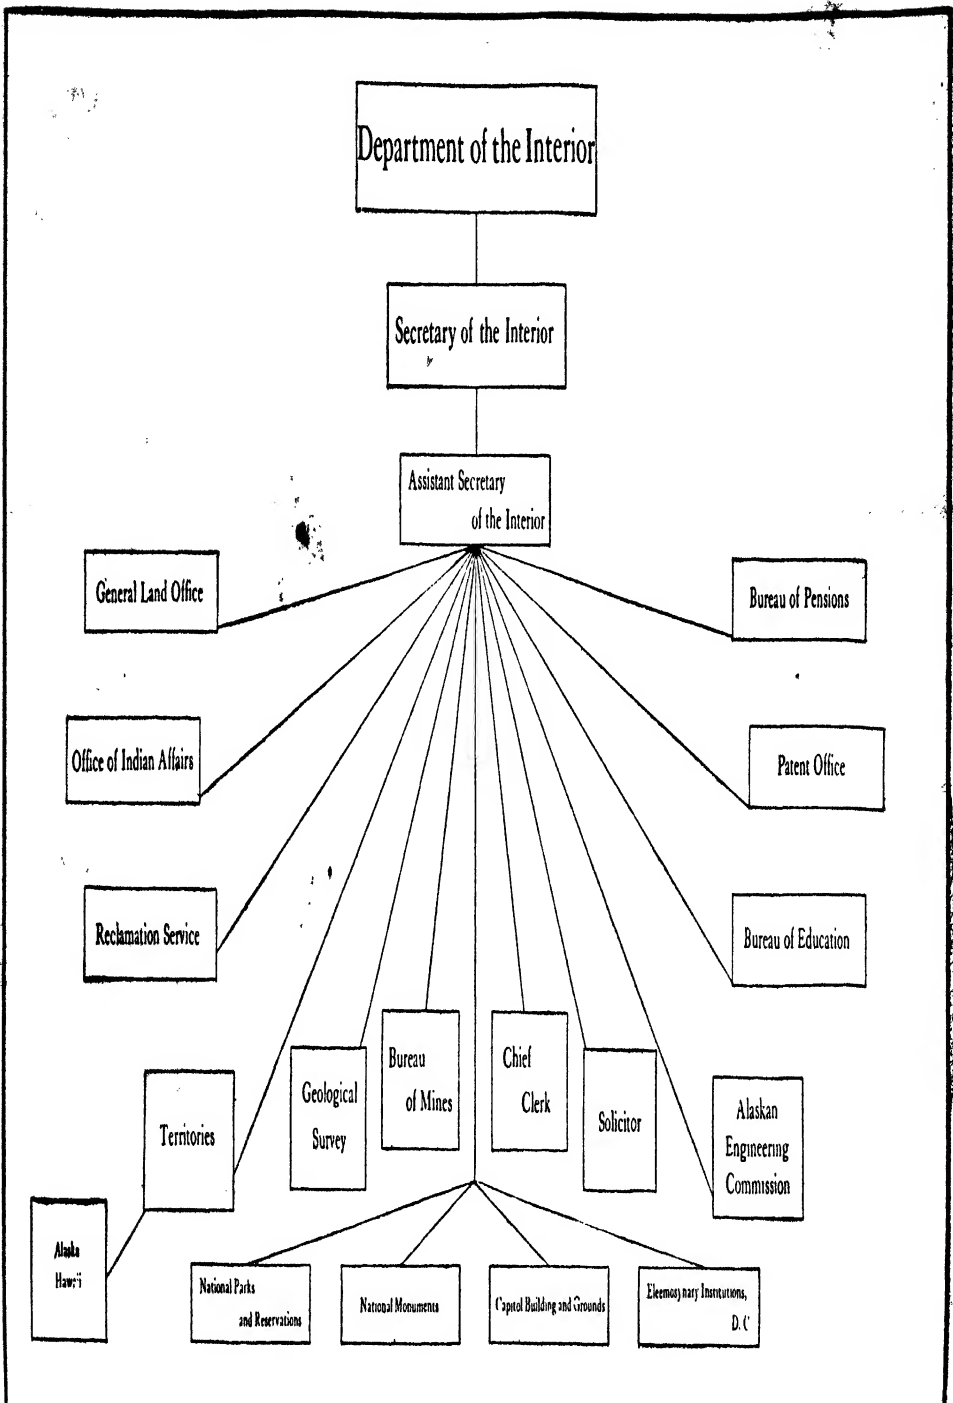 Department of the Interior
Secretary of the Interior
Assistant Secretary
of the Interior
General Land Office
Bureau of Pensions
Office of Indian Affairs
Patent Office
Reclamation Service
Bureau of Education
Territories
Geological
Survey
Bureau
of Mines
Chief
Clerk
Solicitor
Alaskan
Engineering
Commission
Alaska
Hawaii
National Parks
and Reservations
National Monuments
Capitol Building and Grounds
Eleemosynary Institutions,
D. C